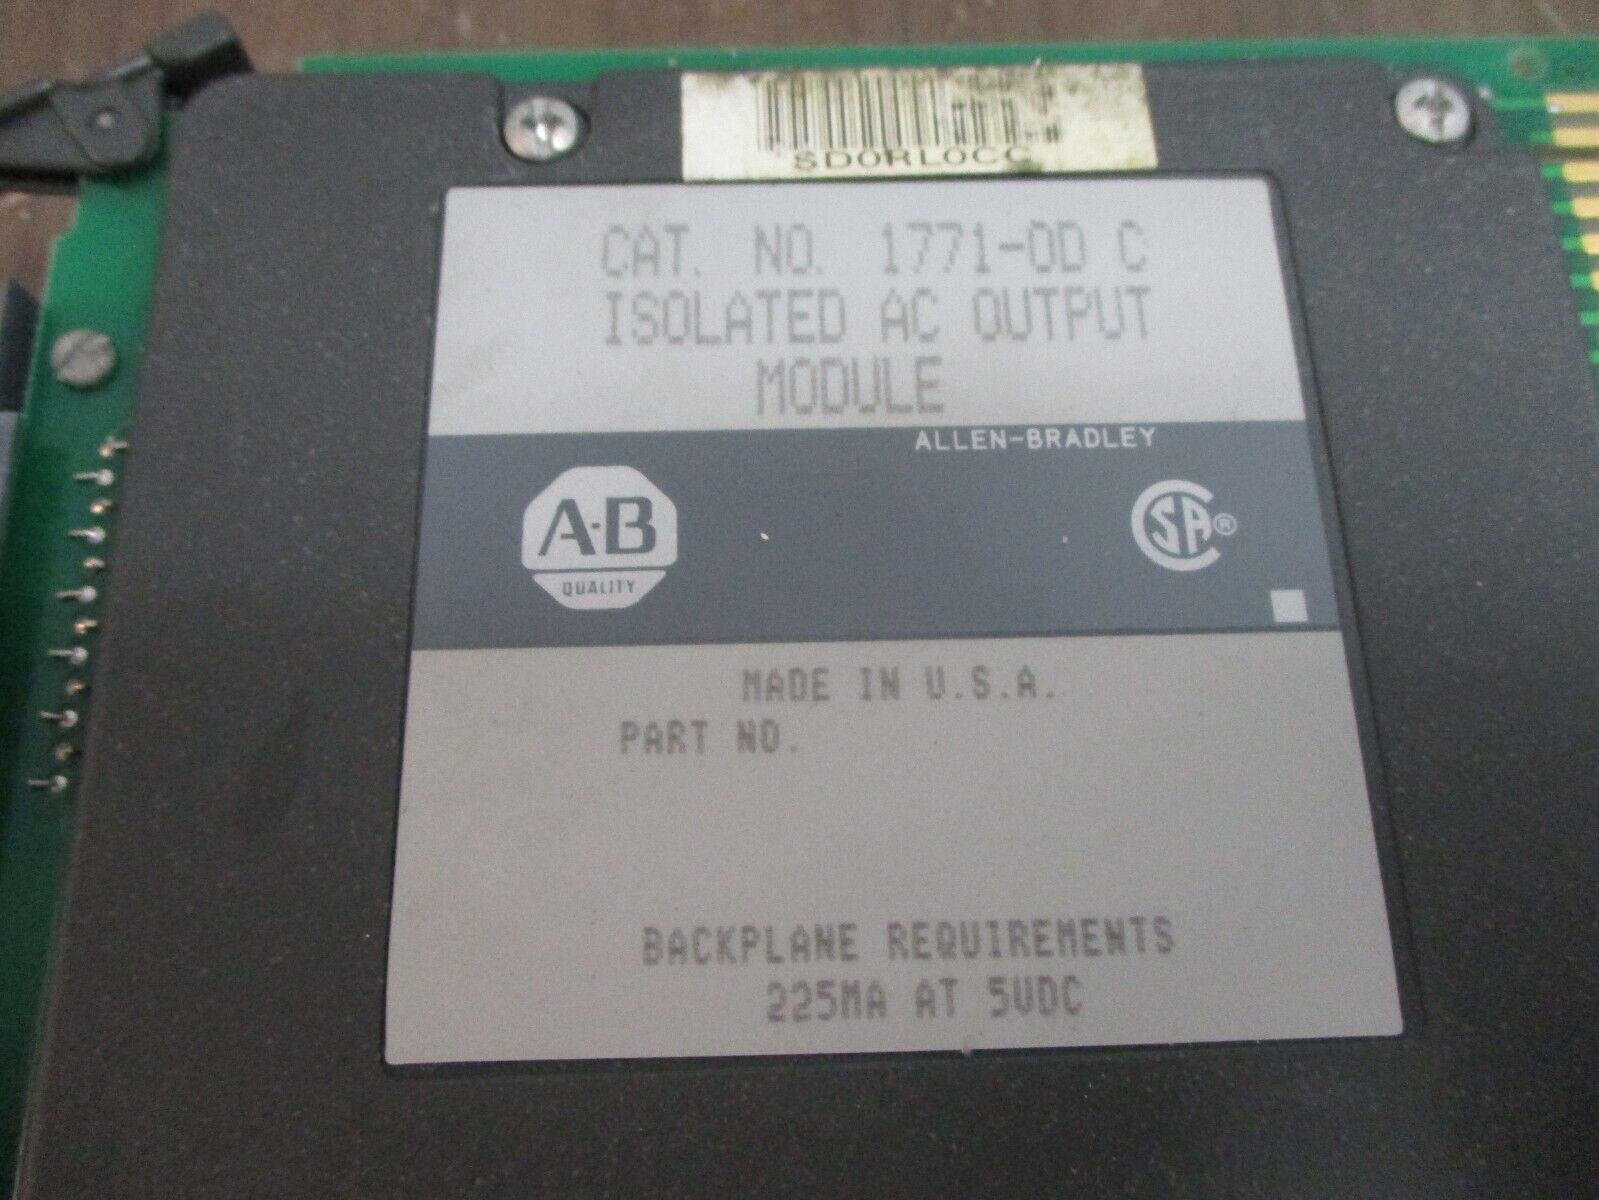 SD0RL0CC
CAT. NO. 1771-OD C
ISOLATED AC OUTPUT
MODULE
ALLEN-BRADLEY
A-B
QUALITY
SA®
MADE IN U.S.A.
PART NO.
BACKPLANE REQUIREMENTS
225MA AT 5VDC